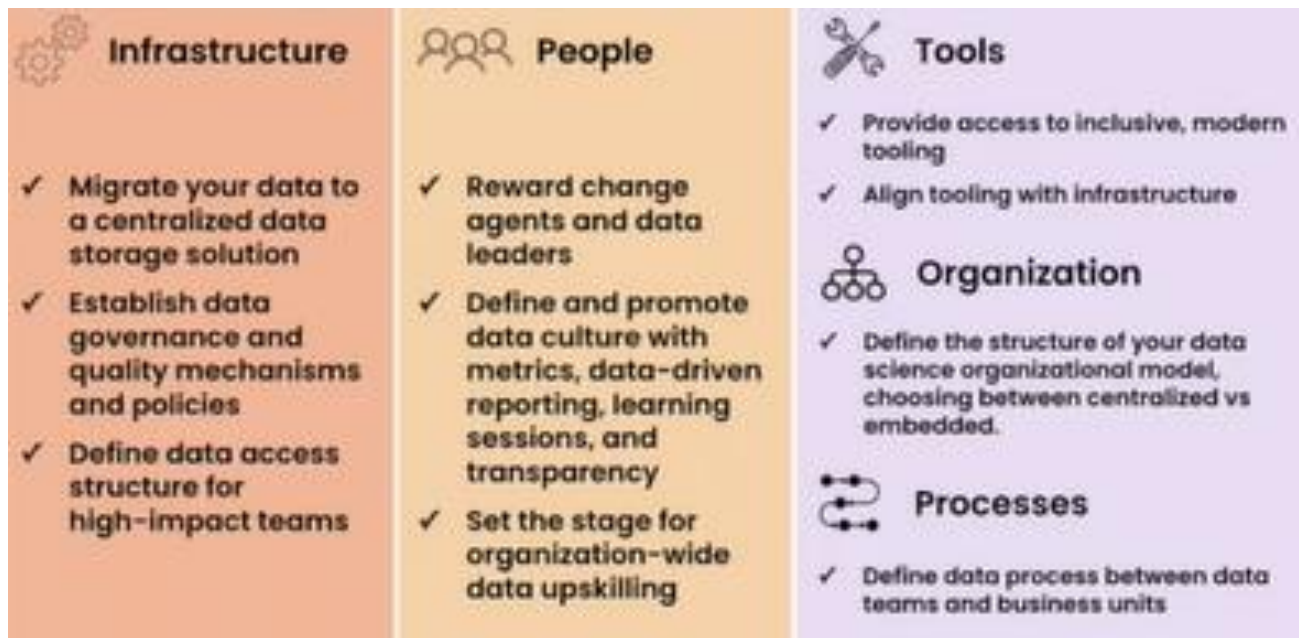 Infrastructure
✓ Migrate your data to
a centralized data
storage solution
✓ Establish data
governance and
quality mechanisms
and policies
✓ Define data access
structure for
high-impact teams
People
✓ Reward change
agents and data
leaders
✓ Define and promote
data culture with
metrics, data-driven
reporting, learning
sessions, and
transparency
✓ Set the stage for
organization-wide
data upskilling
Tools
✓ Provide access to inclusive, modern
tooling
✓ Align tooling with infrastructure
Organization
✓ Define the structure of your data
science organizational model,
choosing between centralized vs
embedded.
Processes
✓ Define data process between data
teams and business units